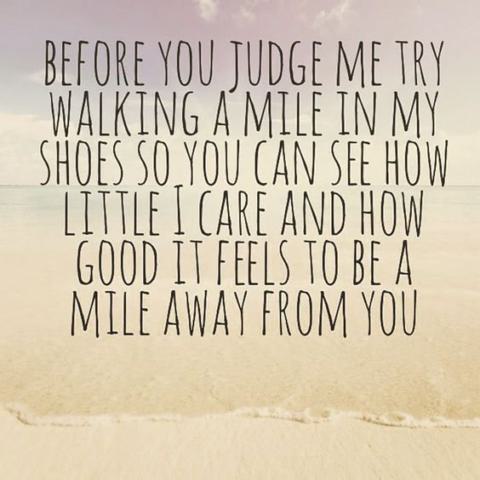 BEFORE YOU JUDGE ME TRY
WALKING A MILE IN MY
SHOES SO YOU CAN SEE HOW
LITTLE I CARE AND HOW
GOOD IT FEELS TO BE A
MILE AWAY FROM YOU